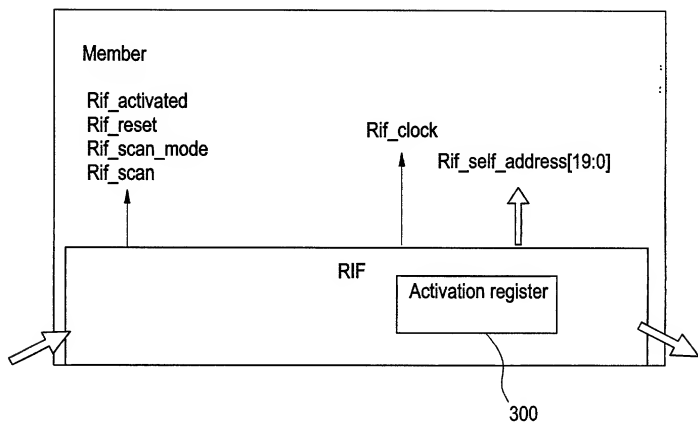 Member
Rif_activated
Rif_reset
Rif_scan_mode
Rif_scan
Rif_clock
Rif_self_address[19:0]
RIF
Activation register
300